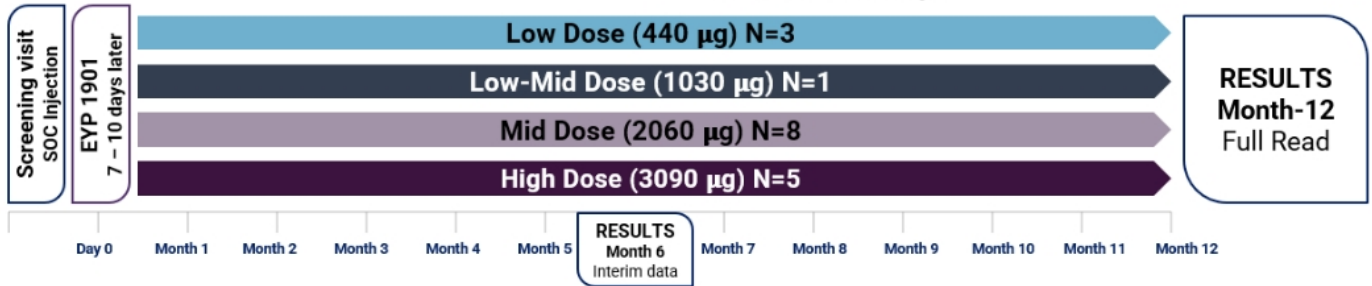 Screening visit
SOC Injection
EYP 1901
7 – 10 days later
Low Dose (440 µg) N=3
Low-Mid Dose (1030 µg) N=1
Mid Dose (2060 µg) N=8
High Dose (3090 µg) N=5
RESULTS
Month-12
Full Read
Day 0
Month 1
Month 2
Month 3
Month 4
Month 5
RESULTS
Month 6
Interim data
Month 7
Month 8
Month 9
Month 10
Month 11
Month 12